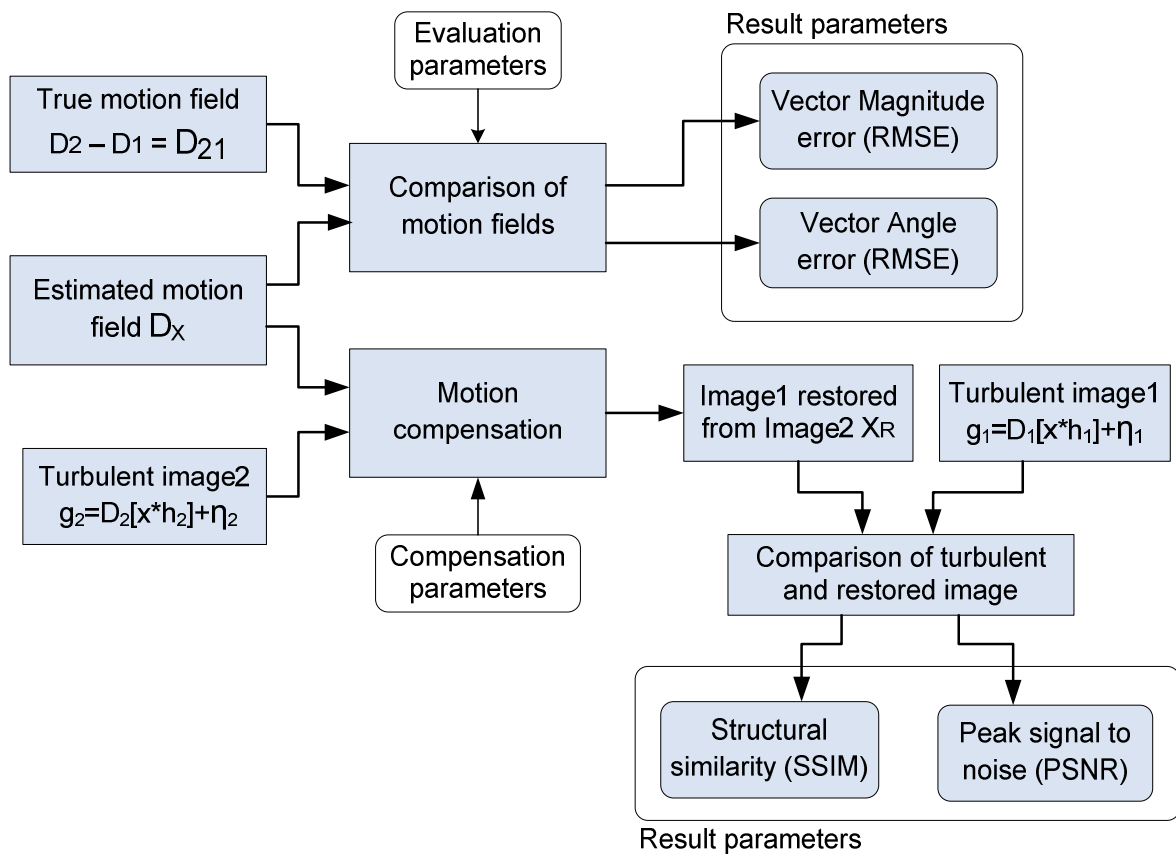 Result parameters
Evaluation
parameters
True motion field
D2 – D1 = D21
Vector Magnitude
error (RMSE)
Comparison of
motion fields
Vector Angle
error (RMSE)
Estimated motion
field DX
Motion
compensation
Image1 restored
from Image2 XR
Turbulent image1
g1=D1[x*h1]+η1
Turbulent image2
g2=D2[x*h2]+η2
Compensation
parameters
Comparison of turbulent
and restored image
Structural
similarity (SSIM)
Peak signal to
noise (PSNR)
Result parameters